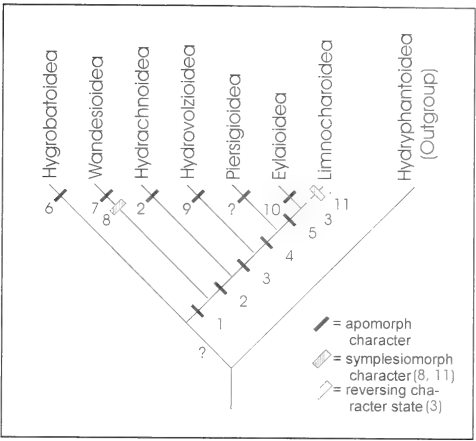 Hygrobatoidea
Wandesioidea
Hydrachnoidea
Hydrovolzioidea
Piersigioidea
Eylaioidea
Limnocharoidea
Hydryphantoidea
(Outgroup)
6
7
8
2
9
?
10
11
3
5
4
3
2
1
?
= apomorph
character
= symplesiomorph
character (8, 11)
= reversing cha-
racter state (3)